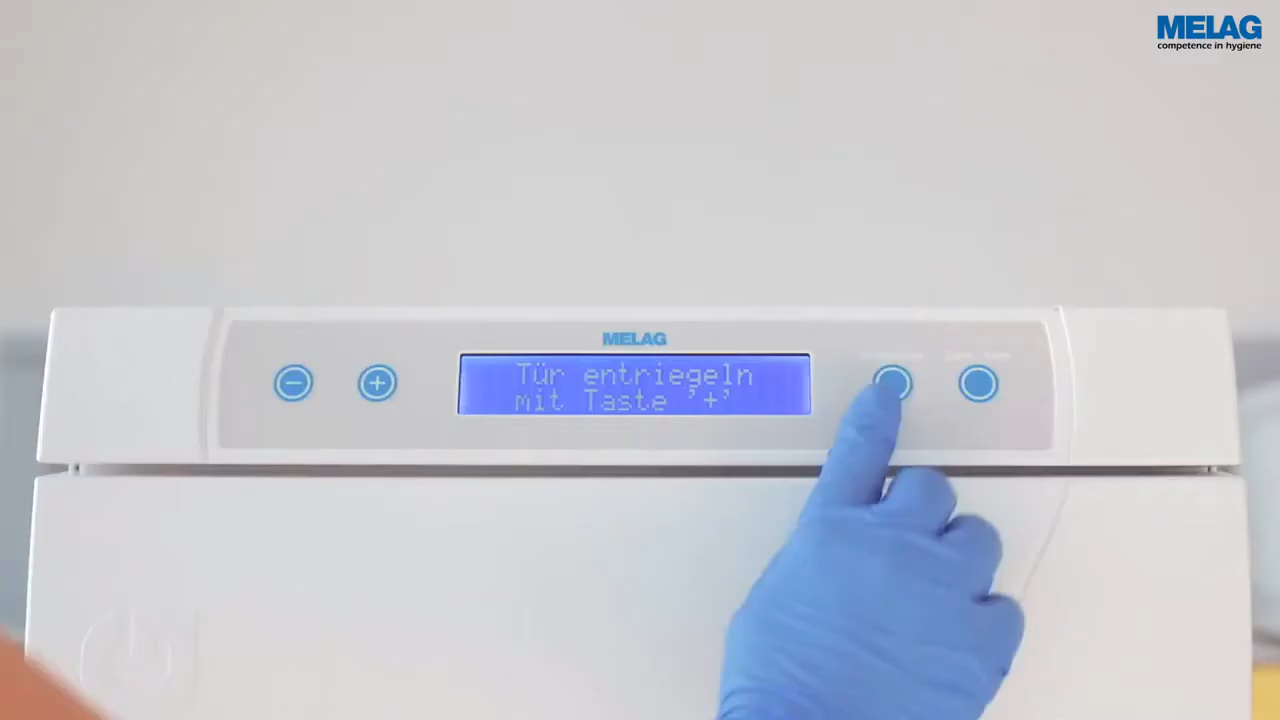 MELAG
competence in hygiene
MELAG
Tür entriegeln
mit Taste '+'